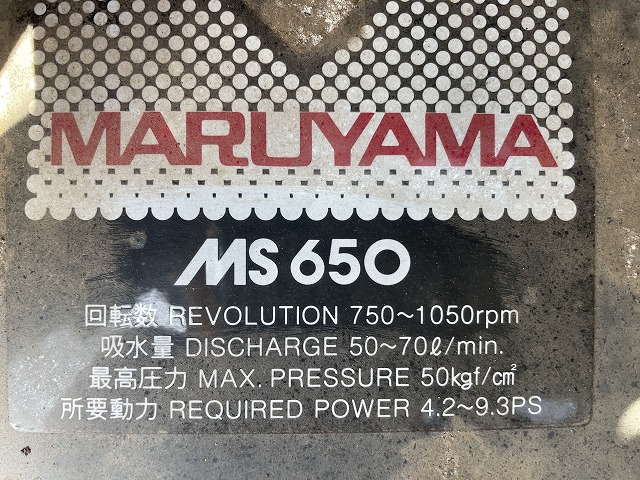 MARUYAMA
MS 650
回転数 REVOLUTION 750~1050rpm
吸水量 DISCHARGE 50~70ℓ/min.
最高圧力 MAX. PRESSURE 50kgf/c㎡
所要動力 REQUIRED POWER 4.2~9.3PS